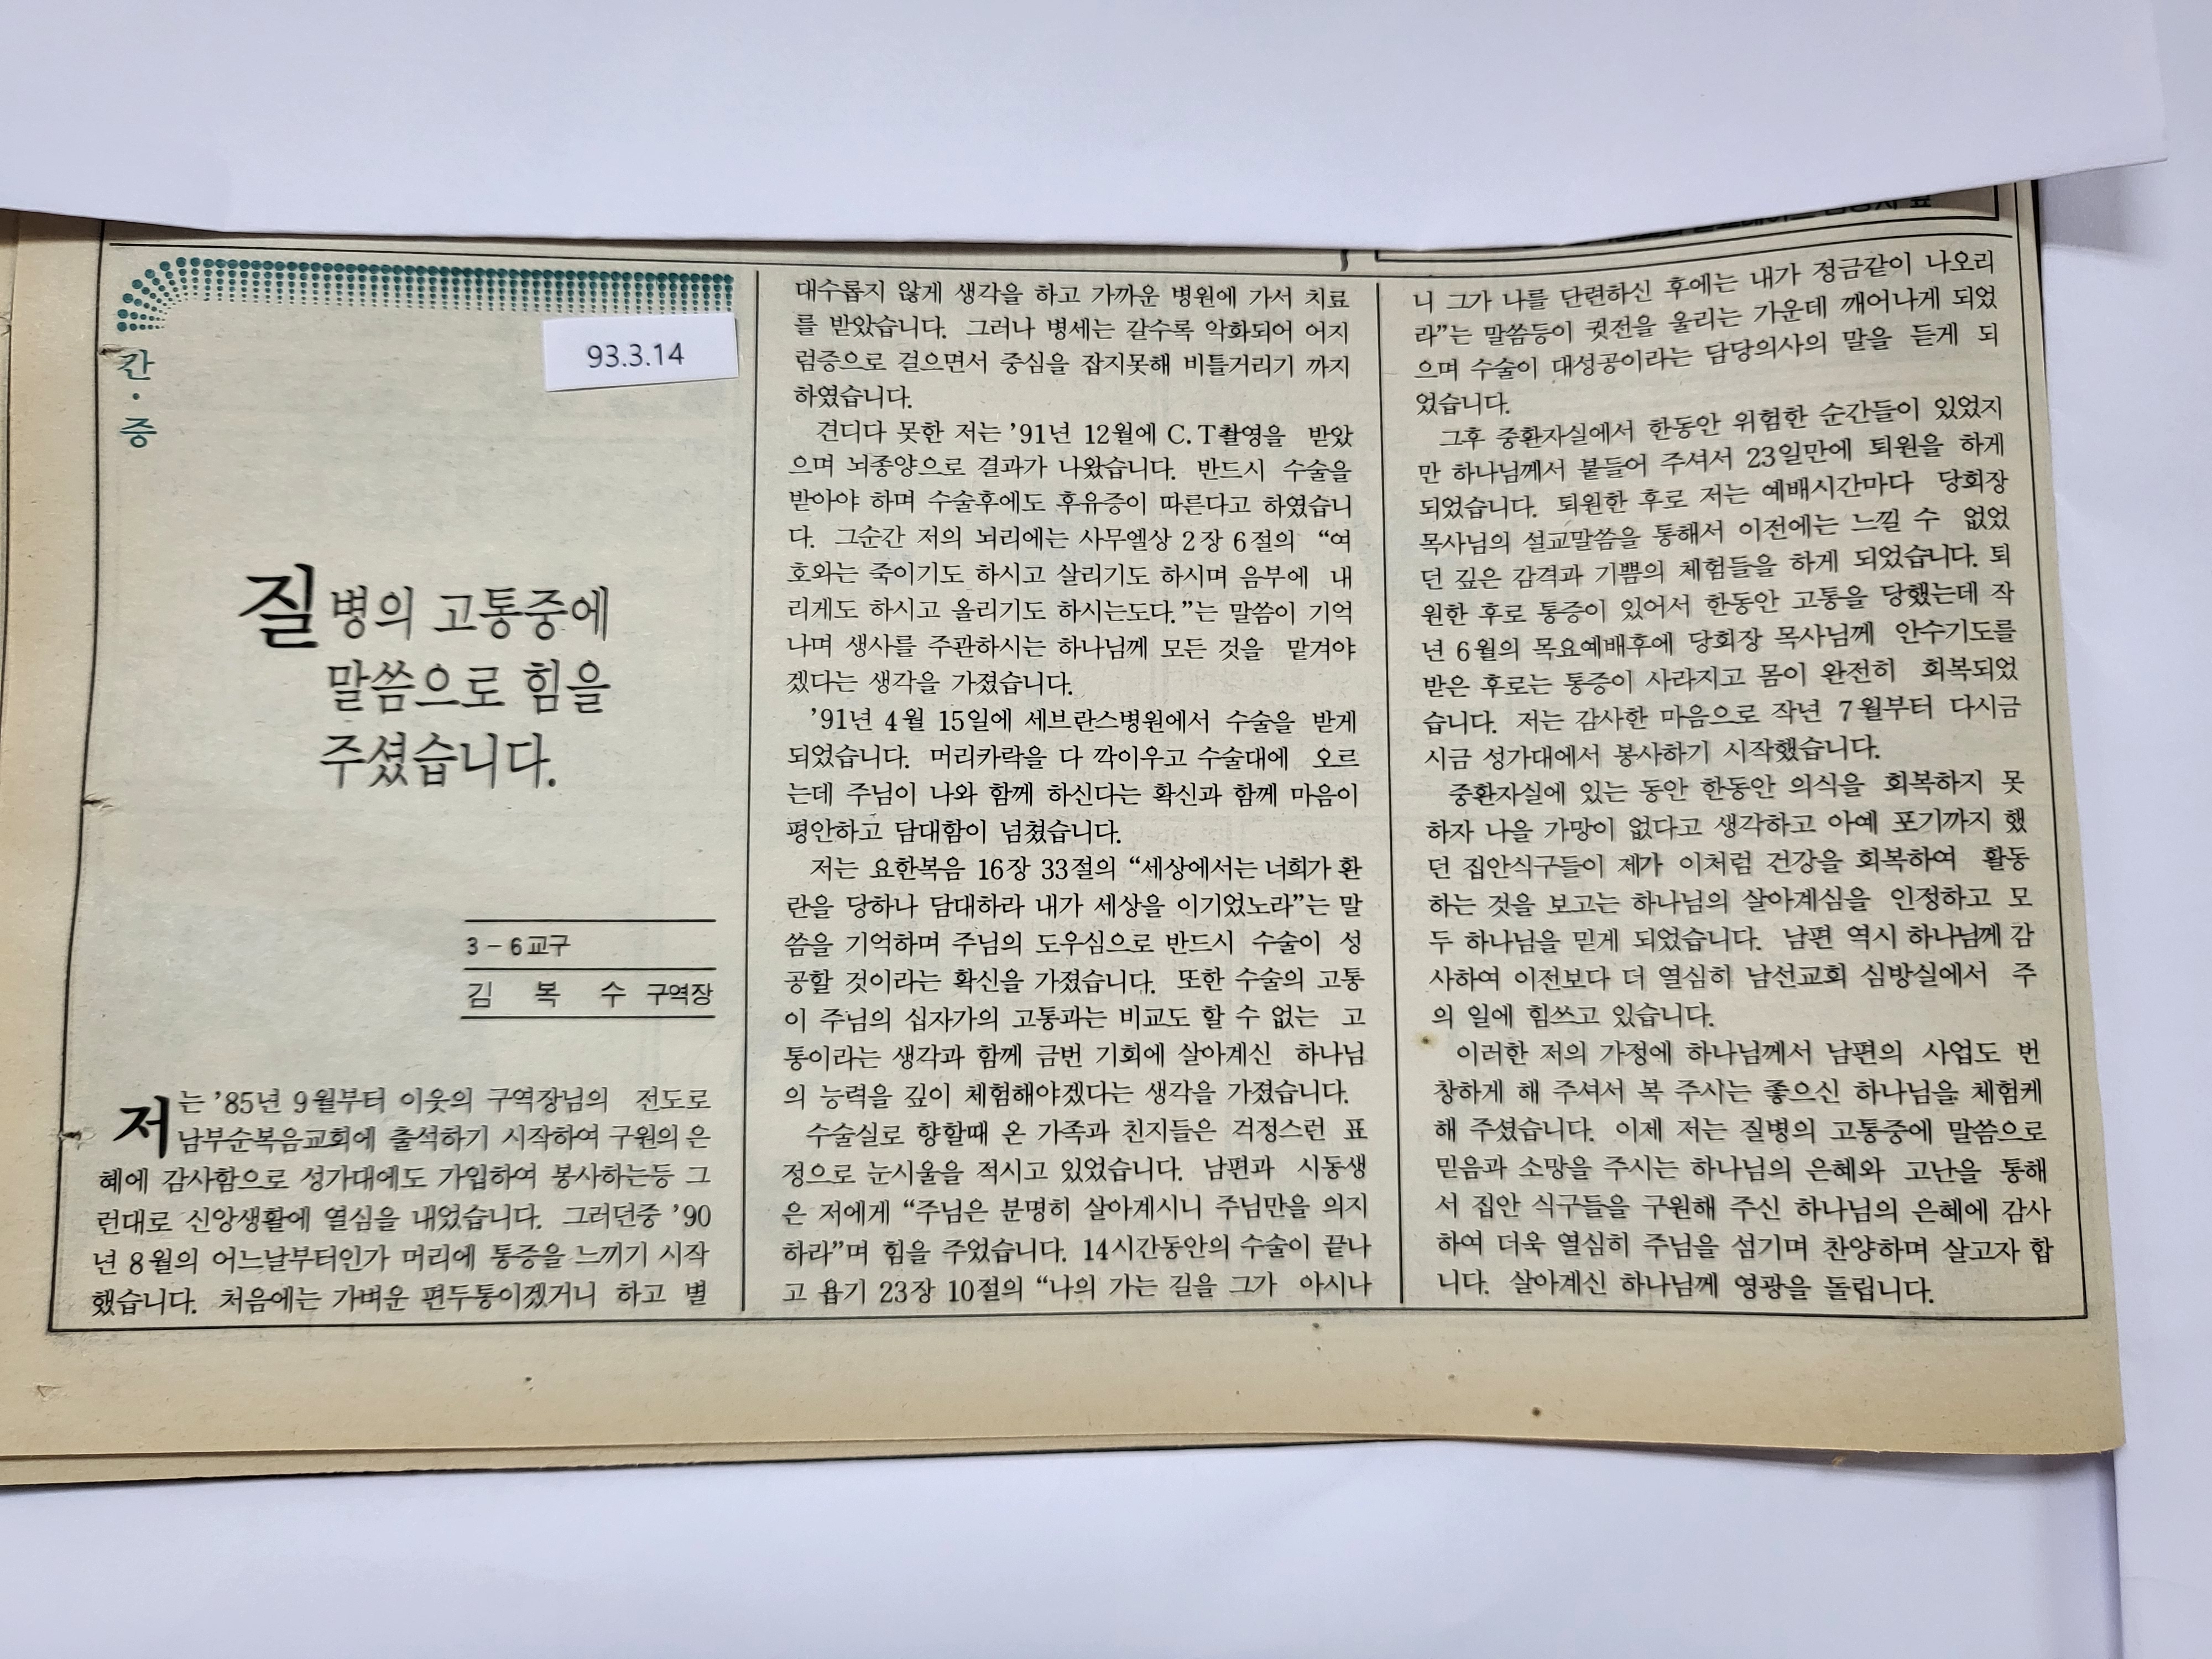 간·증
93.3.14
질병의 고통중에
말씀으로 힘을
주셨습니다.
3-6교구
김 복 수 구역장
저는 '85년 9월부터 이웃의 구역장님의 전도로
남부순복음교회에 출석하기 시작하여 구원의 은
혜에 감사함으로 성가대에도 가입하여 봉사하는등 그
런대로 신앙생활에 열심을 내었습니다. 그러던중 '90
년 8월의 어느날부터인가 머리에 통증을 느끼기 시작
했습니다. 처음에는 가벼운 편두통이겠거니 하고 별
대수롭지 않게 생각을 하고 가까운 병원에 가서 치료
를 받았습니다. 그러나 병세는 갈수록 악화되어 어지
럼증으로 걸으면서 중심을 잡지못해 비틀거리기 까지
하였습니다.
견디다 못한 저는 '91년 12월에 C.T촬영을 받았
으며 뇌종양으로 결과가 나왔습니다. 반드시 수술을
받아야 하며 수술후에도 후유증이 따른다고 하였습니
다. 그순간 저의 뇌리에는 사무엘상 2장 6절의 “여
호와는 죽이기도 하시고 살리기도 하시며 음부에 내
리게도 하시고 올리기도 하시는도다.”는 말씀이 기억
나며 생사를 주관하시는 하나님께 모든 것을 맡겨야
겠다는 생각을 가졌습니다.
'91년 4월 15일에 세브란스병원에서 수술을 받게
되었습니다. 머리카락을 다 깍이우고 수술대에 오르
는데 주님이 나와 함께 하신다는 확신과 함께 마음이
평안하고 담대함이 넘쳤습니다.
저는 요한복음 16장 33절의 “세상에서는 너희가 환
란을 당하나 담대하라 내가 세상을 이기었노라”는 말
씀을 기억하며 주님의 도우심으로 반드시 수술이 성
공할 것이라는 확신을 가졌습니다. 또한 수술의 고통
이 주님의 십자가의 고통과는 비교도 할 수 없는 고
통이라는 생각과 함께 금번 기회에 살아계신 하나님
의 능력을 깊이 체험해야겠다는 생각을 가졌습니다.
수술실로 향할때 온 가족과 친지들은 걱정스런 표
정으로 눈시울을 적시고 있었습니다. 남편과 시동생
은 저에게 “주님은 분명히 살아계시니 주님만을 의지
하라”며 힘을 주었습니다. 14시간동안의 수술이 끝나
고 욥기 23장 10절의 “나의 가는 길을 그가 아시나
니 그가 나를 단련하신 후에는 내가 정금같이 나오리
라”는 말씀등이 귓전을 울리는 가운데 깨어나게 되었
으며 수술이 대성공이라는 담당의사의 말을 듣게 되
었습니다.
그후 중환자실에서 한동안 위험한 순간들이 있었지
만 하나님께서 붙들어 주셔서 23일만에 퇴원을 하게
되었습니다. 퇴원한 후로 저는 예배시간마다 당회장
목사님의 설교말씀을 통해서 이전에는 느낄 수 없었
던 깊은 감격과 기쁨의 체험들을 하게 되었습니다. 퇴
원한 후로 통증이 있어서 한동안 고통을 당했는데 작
년 6월의 목요예배후에 당회장 목사님께 안수기도를
받은 후로는 통증이 사라지고 몸이 완전히 회복되었
습니다. 저는 감사한 마음으로 작년 7월부터 다시금
시금 성가대에서 봉사하기 시작했습니다.
중환자실에 있는 동안 한동안 의식을 회복하지 못
하자 나을 가망이 없다고 생각하고 아예 포기까지 했
던 집안식구들이 제가 이처럼 건강을 회복하여 활동
하는 것을 보고는 하나님의 살아계심을 인정하고 모
두 하나님을 믿게 되었습니다. 남편 역시 하나님께 감
사하여 이전보다 더 열심히 남선교회 심방실에서 주
의 일에 힘쓰고 있습니다.
이러한 저의 가정에 하나님께서 남편의 사업도 번
창하게 해 주셔서 복 주시는 좋으신 하나님을 체험케
해 주셨습니다. 이제 저는 질병의 고통중에 말씀으로
믿음과 소망을 주시는 하나님의 은혜와 고난을 통해
서 집안 식구들을 구원해 주신 하나님의 은혜에 감사
하여 더욱 열심히 주님을 섬기며 찬양하며 살고자 합
니다. 살아계신 하나님께 영광을 돌립니다.